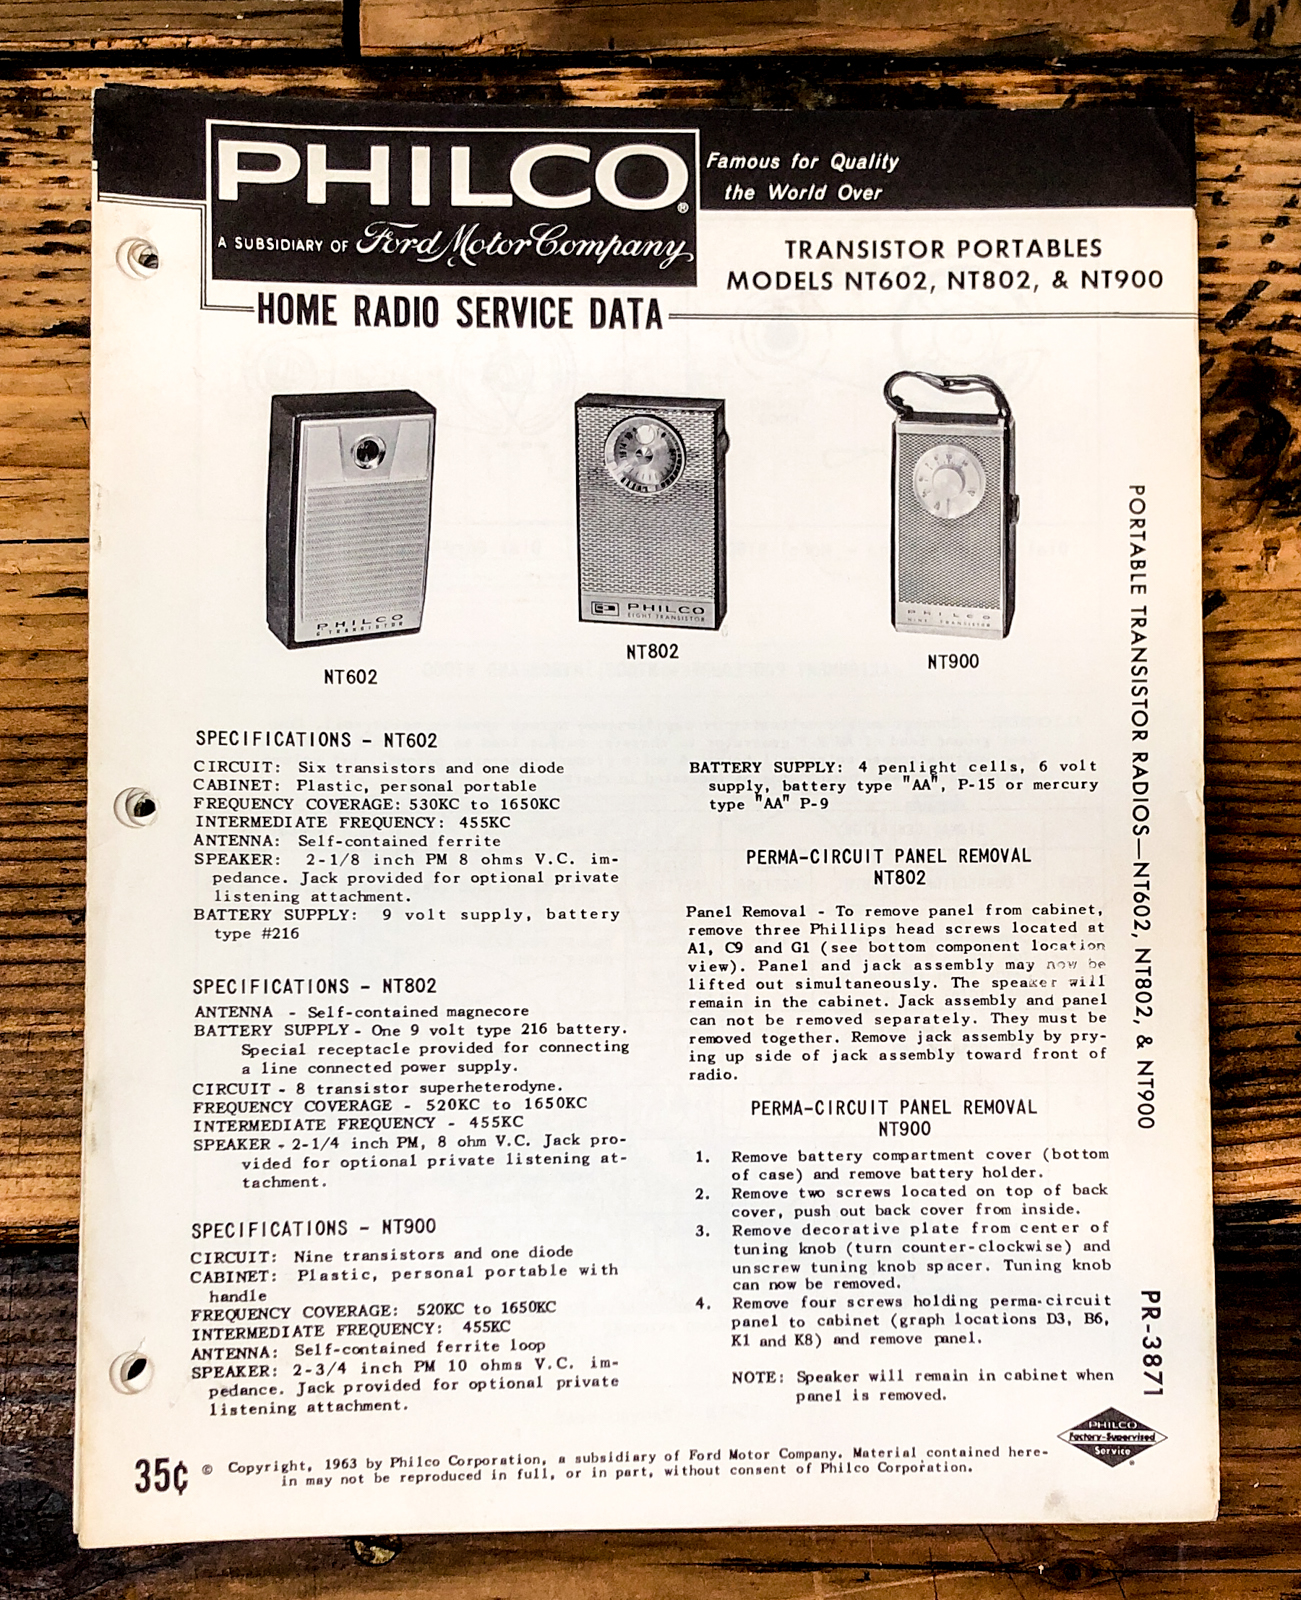 PHILCO®
A SUBSIDIARY OF Ford Motor Company
Famous for Quality
the World Over
TRANSISTOR PORTABLES
MODELS NT602, NT802, & NT900
HOME RADIO SERVICE DATA
PHILCO
6 TRANSISTOR
NT602
PHILCO
EIGHT TRANSISTOR
NT802
PHILCO
NINE TRANSISTOR
NT900
SPECIFICATIONS - NT602
CIRCUIT: Six transistors and one diode
CABINET: Plastic, personal portable
FREQUENCY COVERAGE: 530KC to 1650KC
INTERMEDIATE FREQUENCY: 455KC
ANTENNA: Self-contained ferrite
SPEAKER: 2-1/8 inch PM 8 ohms V.C. im-
pedance. Jack provided for optional private
listening attachment.
BATTERY SUPPLY: 9 volt supply, battery
type #216
SPECIFICATIONS - NT802
ANTENNA - Self-contained magnecore
BATTERY SUPPLY - One 9 volt type 216 battery.
Special receptacle provided for connecting
a line connected power supply.
CIRCUIT - 8 transistor superheterodyne.
FREQUENCY COVERAGE - 520KC to 1650KC
INTERMEDIATE FREQUENCY - 455KC
SPEAKER - 2-1/4 inch PM, 8 ohm V.C. Jack pro-
vided for optional private listening at-
tachment.
SPECIFICATIONS - NT900
CIRCUIT: Nine transistors and one diode
CABINET: Plastic, personal portable with
handle
FREQUENCY COVERAGE: 520KC to 1650KC
INTERMEDIATE FREQUENCY: 455KC
ANTENNA: Self-contained ferrite loop
SPEAKER: 2-3/4 inch PM 10 ohms V.C. im-
pedance. Jack provided for optional private
listening attachment.
BATTERY SUPPLY: 4 penlight cells, 6 volt
supply, battery type "AA", P-15 or mercury
type "AA" P-9
PERMA-CIRCUIT PANEL REMOVAL
NT802
Panel Removal - To remove panel from cabinet,
remove three Phillips head screws located at
A1, C9 and G1 (see bottom component location
view). Panel and jack assembly may now be
lifted out simultaneously. The speaker will
remain in the cabinet. Jack assembly and panel
can not be removed separately. They must be
removed together. Remove jack assembly by pry-
ing up side of jack assembly toward front of
radio.
PERMA-CIRCUIT PANEL REMOVAL
NT900
1. Remove battery compartment cover (bottom
of case) and remove battery holder.
2. Remove two screws located on top of back
cover, push out back cover from inside.
3. Remove decorative plate from center of
tuning knob (turn counter-clockwise) and
unscrew tuning knob spacer. Tuning knob
can now be removed.
4. Remove four screws holding perma-circuit
panel to cabinet (graph locations D3, B6,
K1 and K8) and remove panel.
NOTE: Speaker will remain in cabinet when
panel is removed.
PORTABLE TRANSISTOR RADIOS—NT602, NT802, & NT900
PR-3871
PHILCO
Factory-Supervised
Service
35¢
© Copyright, 1963 by Philco Corporation, a subsidiary of Ford Motor Company. Material contained here-
in may not be reproduced in full, or in part, without consent of Philco Corporation.